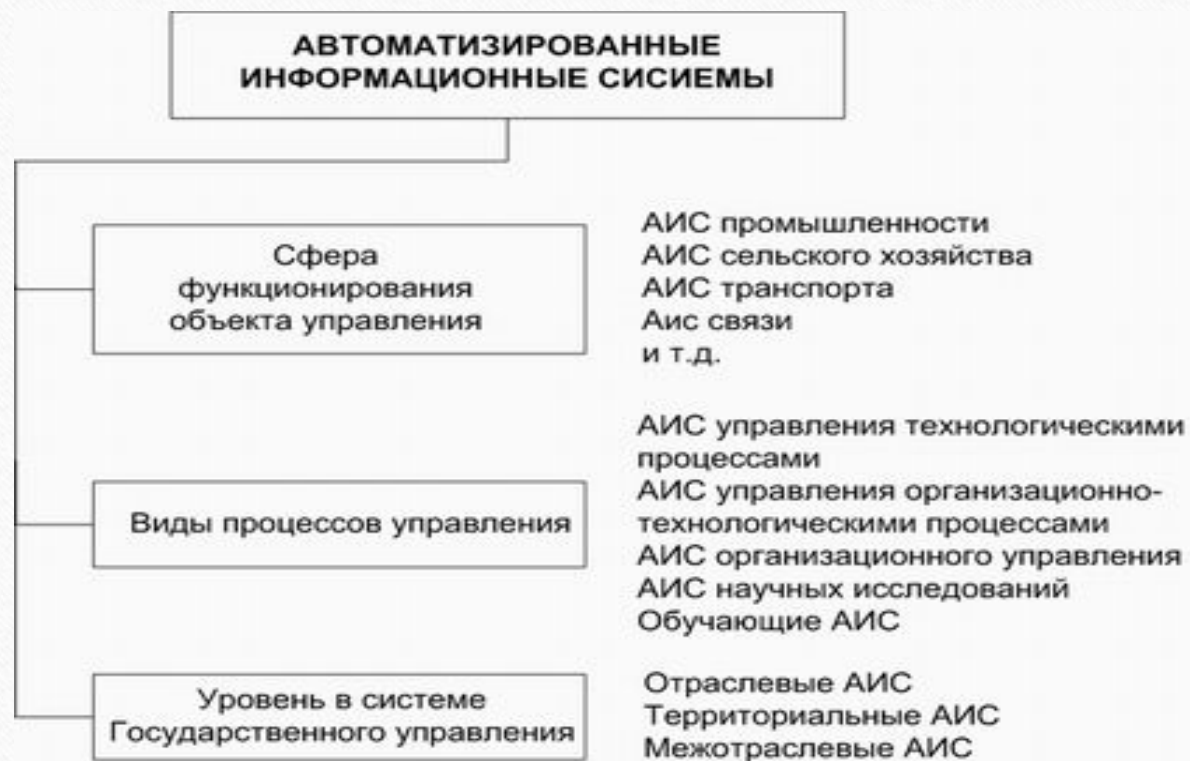 АВТОМАТИЗИРОВАННЫЕ
ИНФОРМАЦИОННЫЕ СИСИЕМЫ
Сфера
функционирования
объекта управления
АИС промышленности
АИС сельского хозяйства
АИС транспорта
Аис связи
и т.д.
Виды процессов управления
АИС управления технологическими
процессами
АИС управления организационно-
технологическими процессами
АИС организационного управления
АИС научных исследований
Обучающие АИС
Уровень в системе
Государственного управления
Отраслевые АИС
Территориальные АИС
Межотраслевые АИС